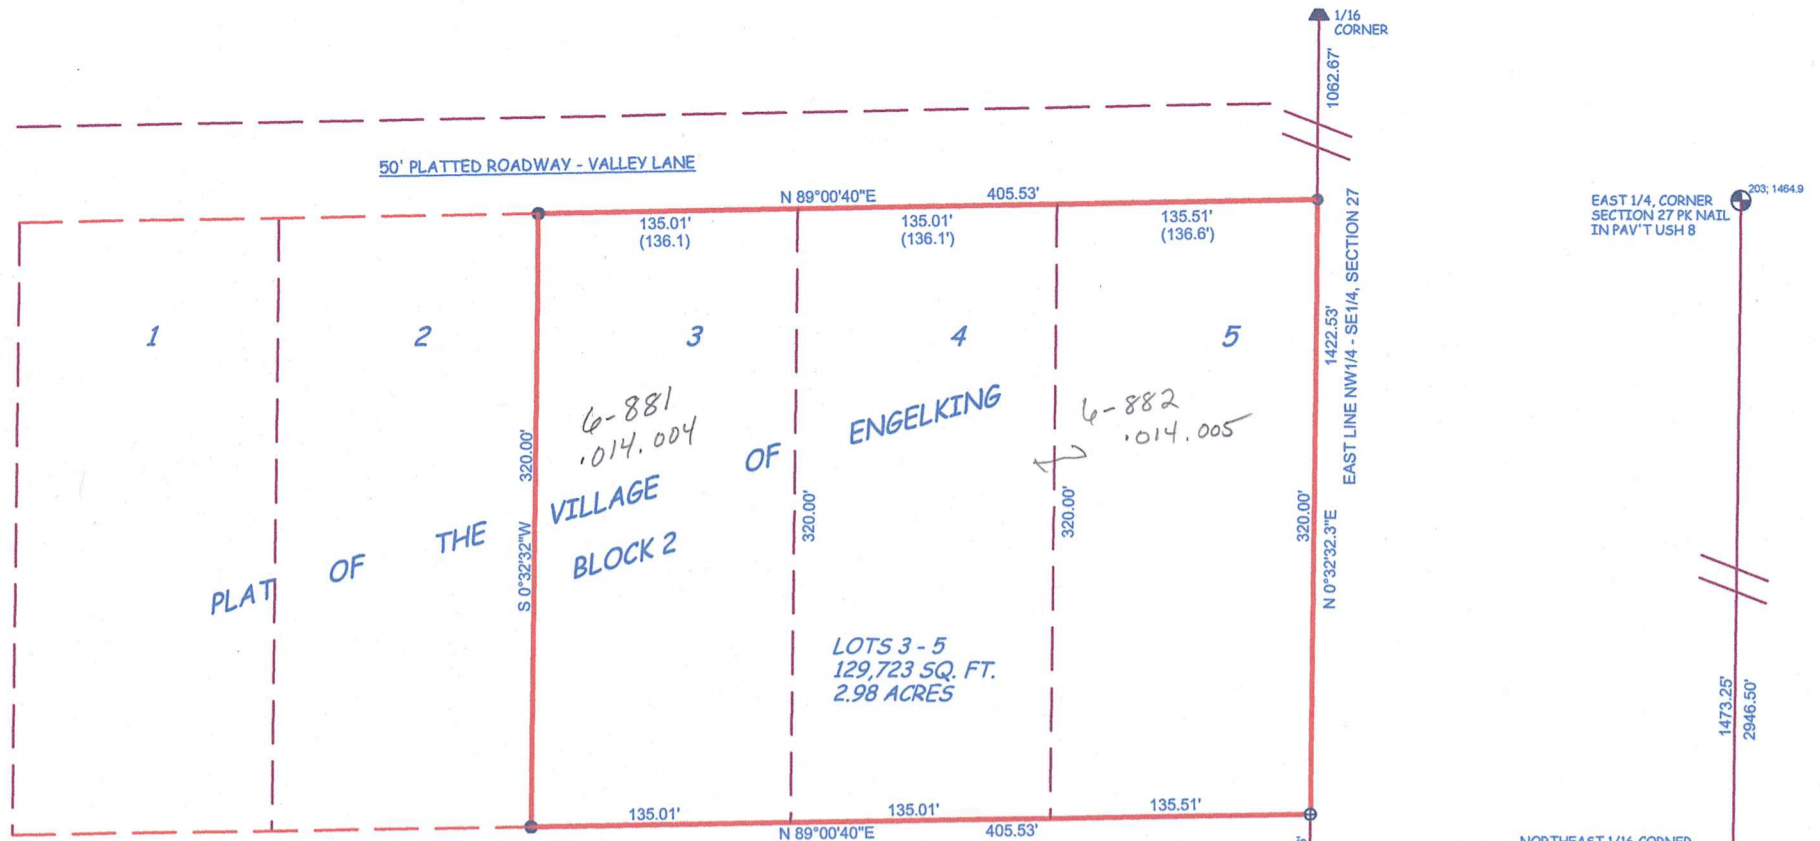 1/16
CORNER
1062.67'
50' PLATTED ROADWAY - VALLEY LANE
N 89°00'40"E 405.53'
135.01'
(136.1)
135.01'
(136.1')
135.51'
(136.6')
EAST 1/4, CORNER
SECTION 27 PK NAIL
IN PAV'T USH 8
203; 1464.9
1
2
3
4
5
1422.53'
EAST LINE NW1/4 - SE1/4, SECTION 27
6-881
.014.004
6-882
.014.005
PLAT OF THE VILLAGE OF ENGELKING
BLOCK 2
320.00'
S 0°32'32"W
320.00'
320.00'
320.00'
N 0°32'32.3"E
LOTS 3 - 5
129,723 SQ. FT.
2.98 ACRES
1473.25'
2946.50'
135.01'
135.01'
135.51'
N 89°00'40"E 405.53'
NORTHEAST 1/16 CORNER